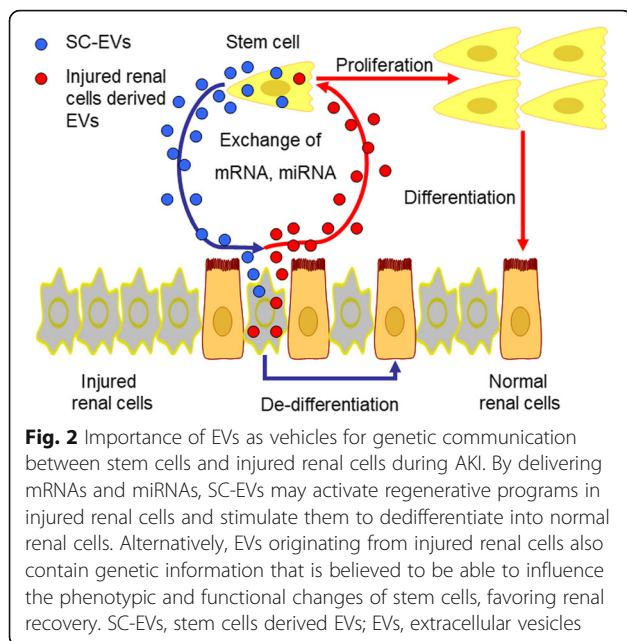 SC-EVs
Injured renal
cells derived
EVs
Stem cell
Proliferation
Exchange of
mRNA, miRNA
Differentiation
Injured
renal cells
De-differentiation
Normal
renal cells
Fig. 2 Importance of EVs as vehicles for genetic communication
between stem cells and injured renal cells during AKI. By delivering
mRNAs and miRNAs, SC-EVs may activate regenerative programs in
injured renal cells and stimulate them to dedifferentiate into normal
renal cells. Alternatively, EVs originating from injured renal cells also
contain genetic information that is believed to be able to influence
the phenotypic and functional changes of stem cells, favoring renal
recovery. SC-EVs, stem cells derived EVs; EVs, extracellular vesicles